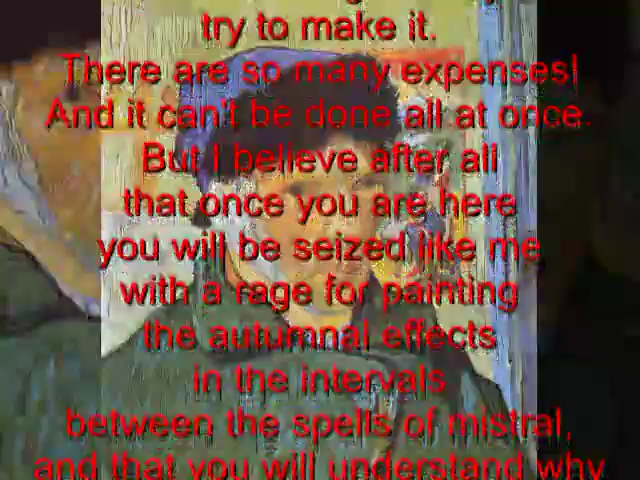 try to make it.
There are so many expenses!
And it can't be done all at once.
But I believe after all
that once you are here
you will be seized like me
with a rage for painting
the autumnal effects
in the intervals
between the spells of mistral,
and that you will understand why